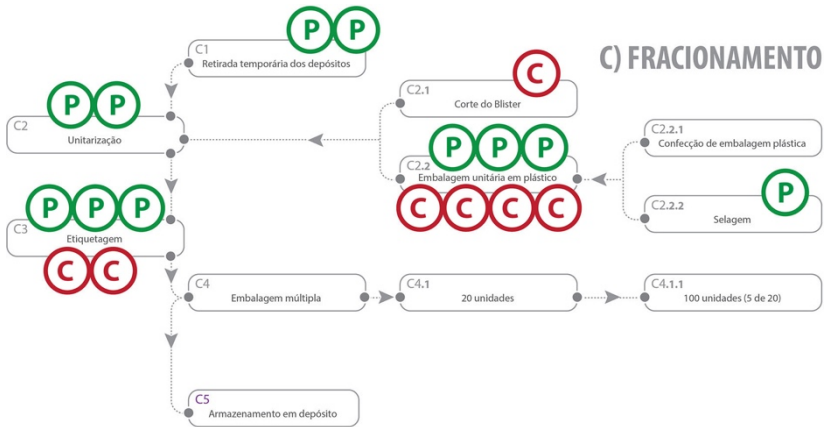 C) FRACIONAMENTO
P P
C1
Retirada temporária dos depósitos
C
C2.1
Corte do Blister
P P
C2
Unitarização
P P P
C2.2
Embalagem unitária em plástico
C C C C
C2.2.1
Confecção de embalagem plástica
P
C2.2.2
Selagem
P P P
C3
Etiquetagem
C C
C4
Embalagem múltipla
C4.1
20 unidades
C4.1.1
100 unidades (5 de 20)
C5
Armazenamento em depósito